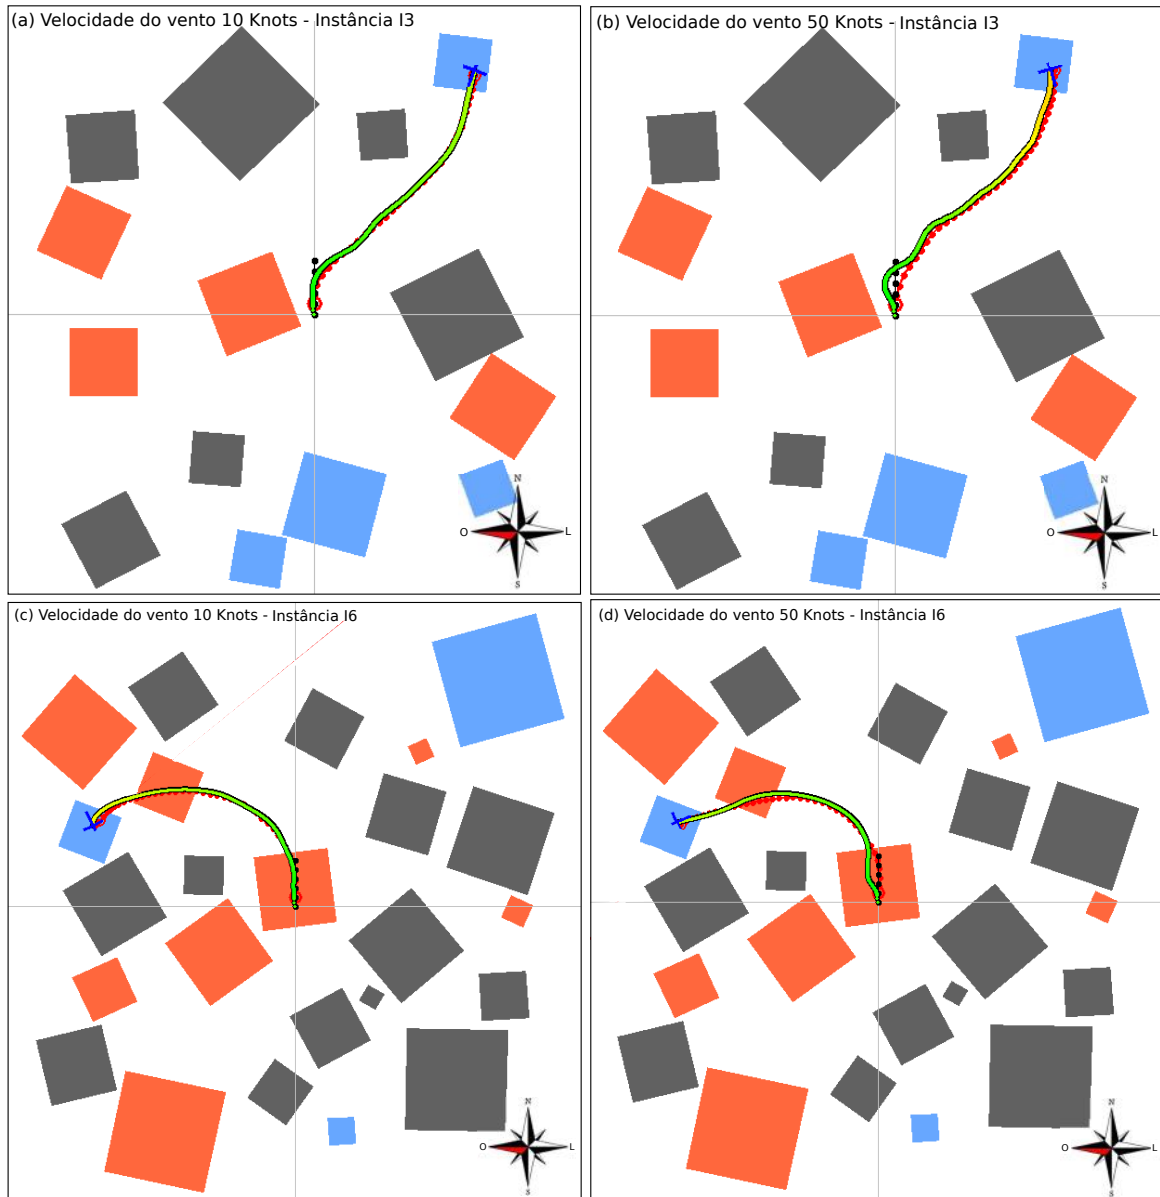 (a) Velocidade do vento 10 Knots - Instância I3
(b) Velocidade do vento 50 Knots - Instância I3
N
O
L
S
N
O
L
S
(c) Velocidade do vento 10 Knots - Instância I6
(d) Velocidade do vento 50 Knots - Instância I6
N
O
L
S
N
O
L
S